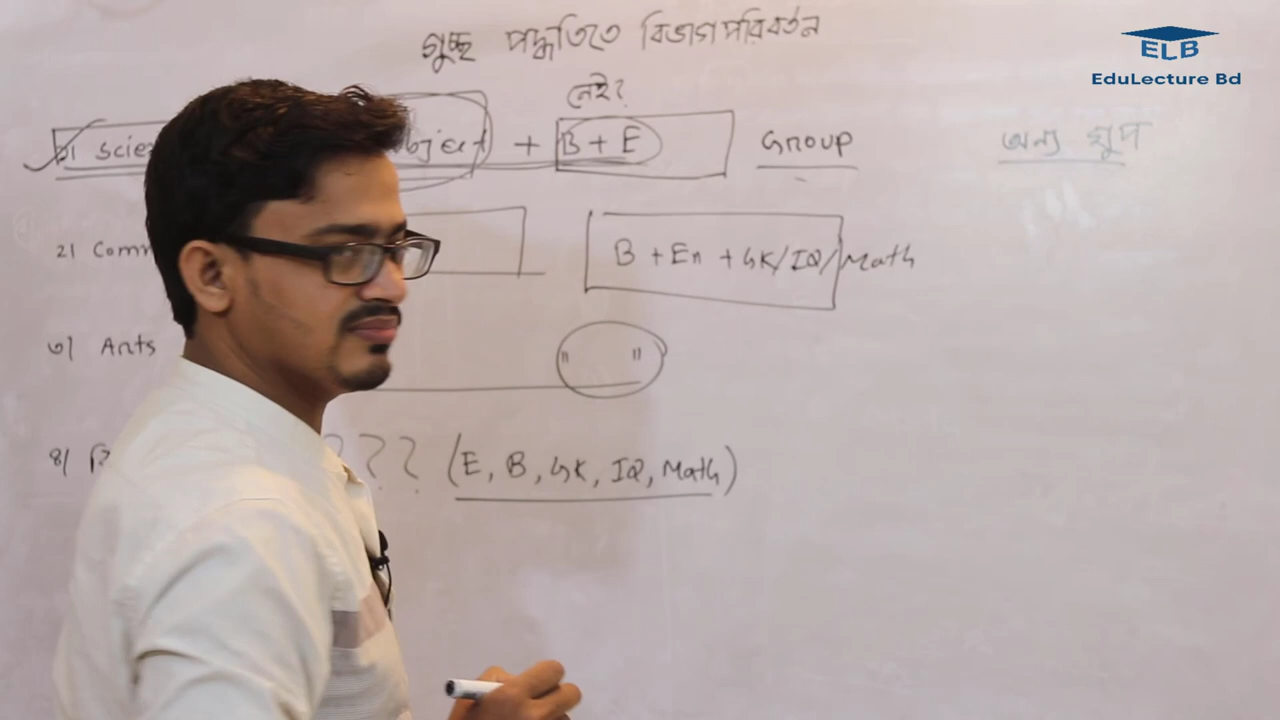 গুচ্ছ পদ্ধতিতে বিভাগ পরিবর্তন
নেই?
ELB
EduLecture Bd
১) scie bject + B + E Group অন্য গ্রুপ
২) Comm B + En + GK/IQ/Math
৩) Arts " "
৪) ? ? ? (E, B, GK, IQ, Math)